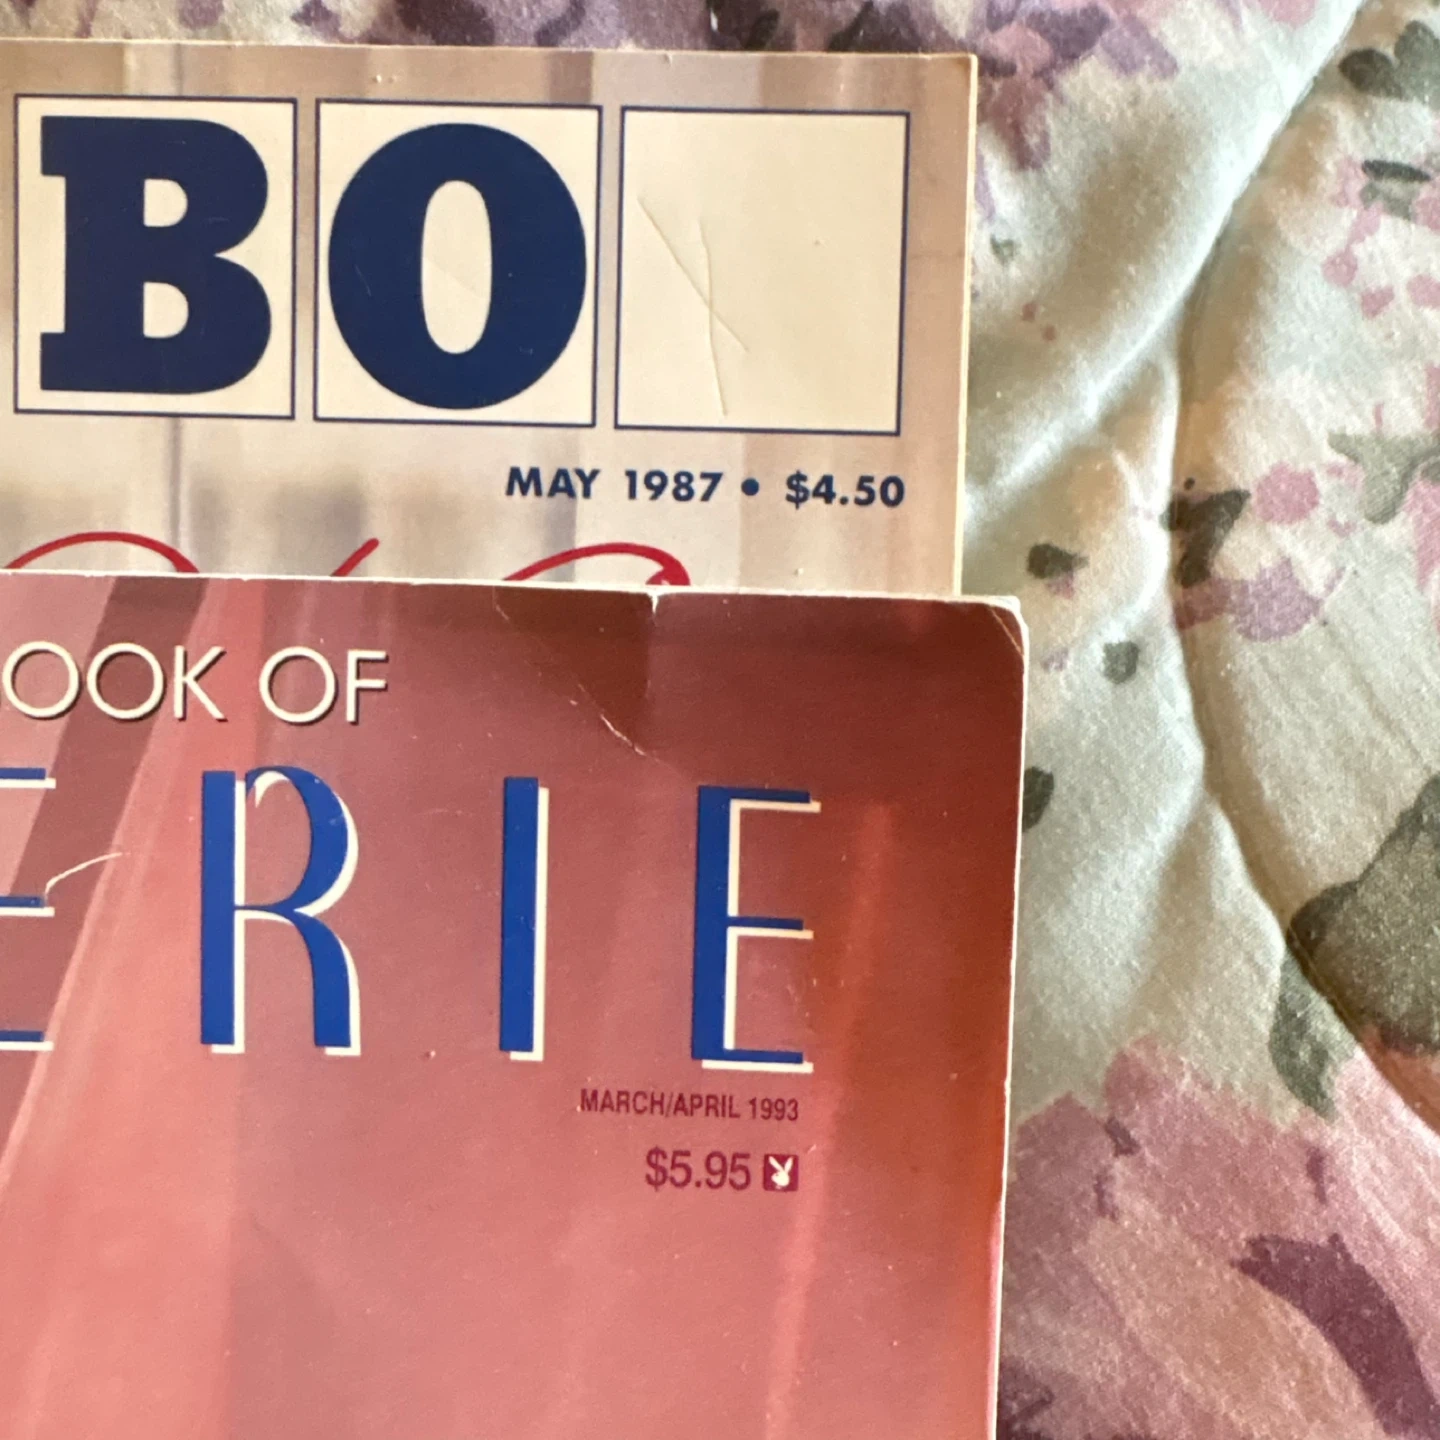 BO
MAY 1987 • $4.50
OOK OF
ERIE
MARCH/APRIL 1993
$5.95